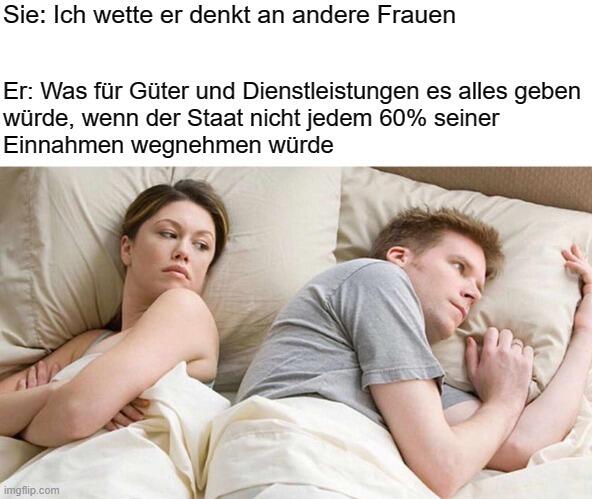 Sie: Ich wette er denkt an andere Frauen
Er: Was für Güter und Dienstleistungen es alles geben
würde, wenn der Staat nicht jedem 60% seiner
Einnahmen wegnehmen würde
imgflip.com